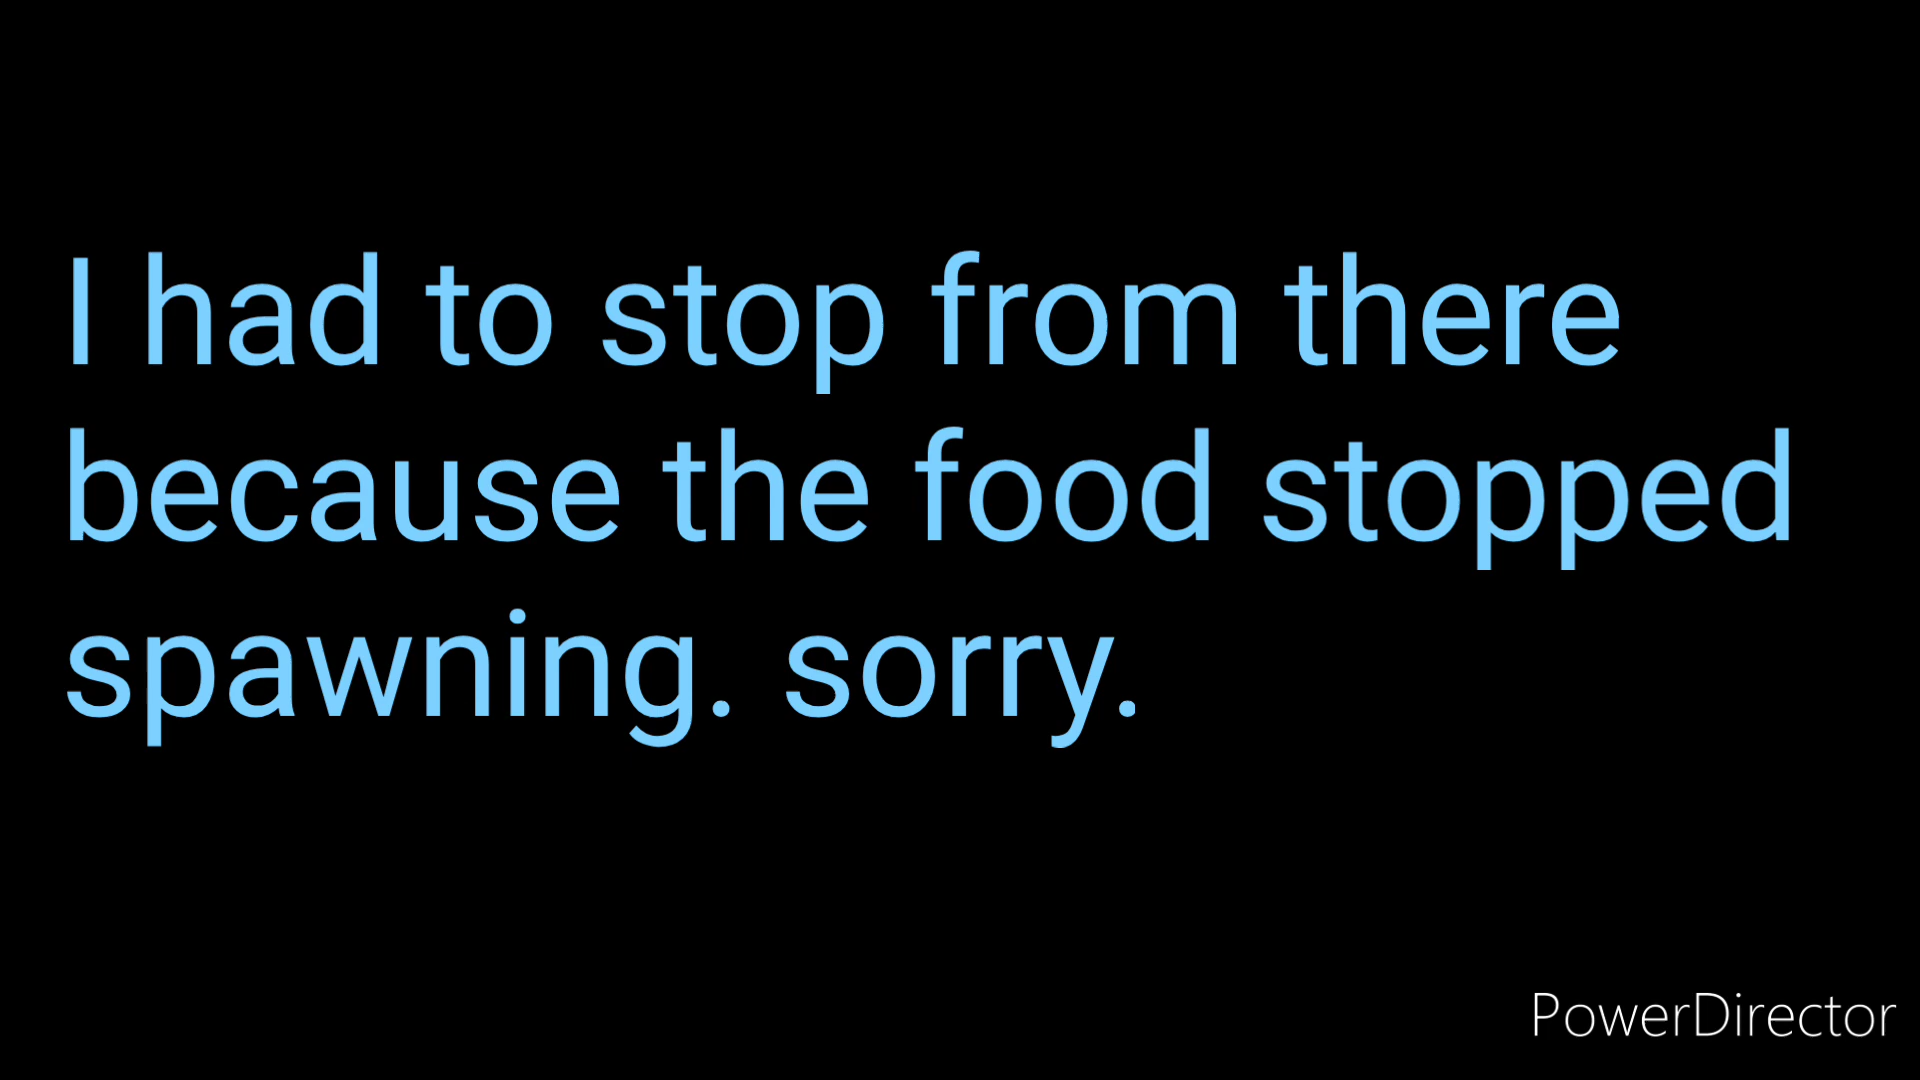 I had to stop from there
because the food stopped
spawning. sorry.
PowerDirector